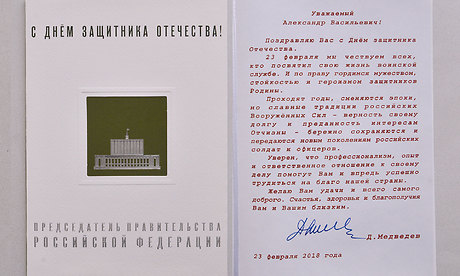 С ДНЁМ ЗАЩИТНИКА ОТЕЧЕСТВА!
ПРЕДСЕДАТЕЛЬ ПРАВИТЕЛЬСТВА
РОССИЙСКОЙ ФЕДЕРАЦИИ
Уважаемый
Александр Васильевич!
Поздравляю Вас с Днём защитника
Отечества.
23 февраля мы чествуем всех,
кто посвятил свою жизнь воинской
службе. И по праву гордимся мужеством,
стойкостью и героизмом защитников
Родины.
Проходят годы, сменяются эпохи,
но славные традиции российских
Вооружённых Сил – верность своему
долгу и преданность интересам
Отчизны – бережно сохраняются и
передаются новым поколениям российских
солдат и офицеров.
Уверен, что профессионализм, опыт
и ответственное отношение к своему
делу помогут Вам и впредь успешно
трудиться на благо нашей страны.
Желаю Вам удачи и всего самого
доброго. Счастья, здоровья и благополучия
Вам и Вашим близким.
Д.Медведев
23 февраля 2018 года